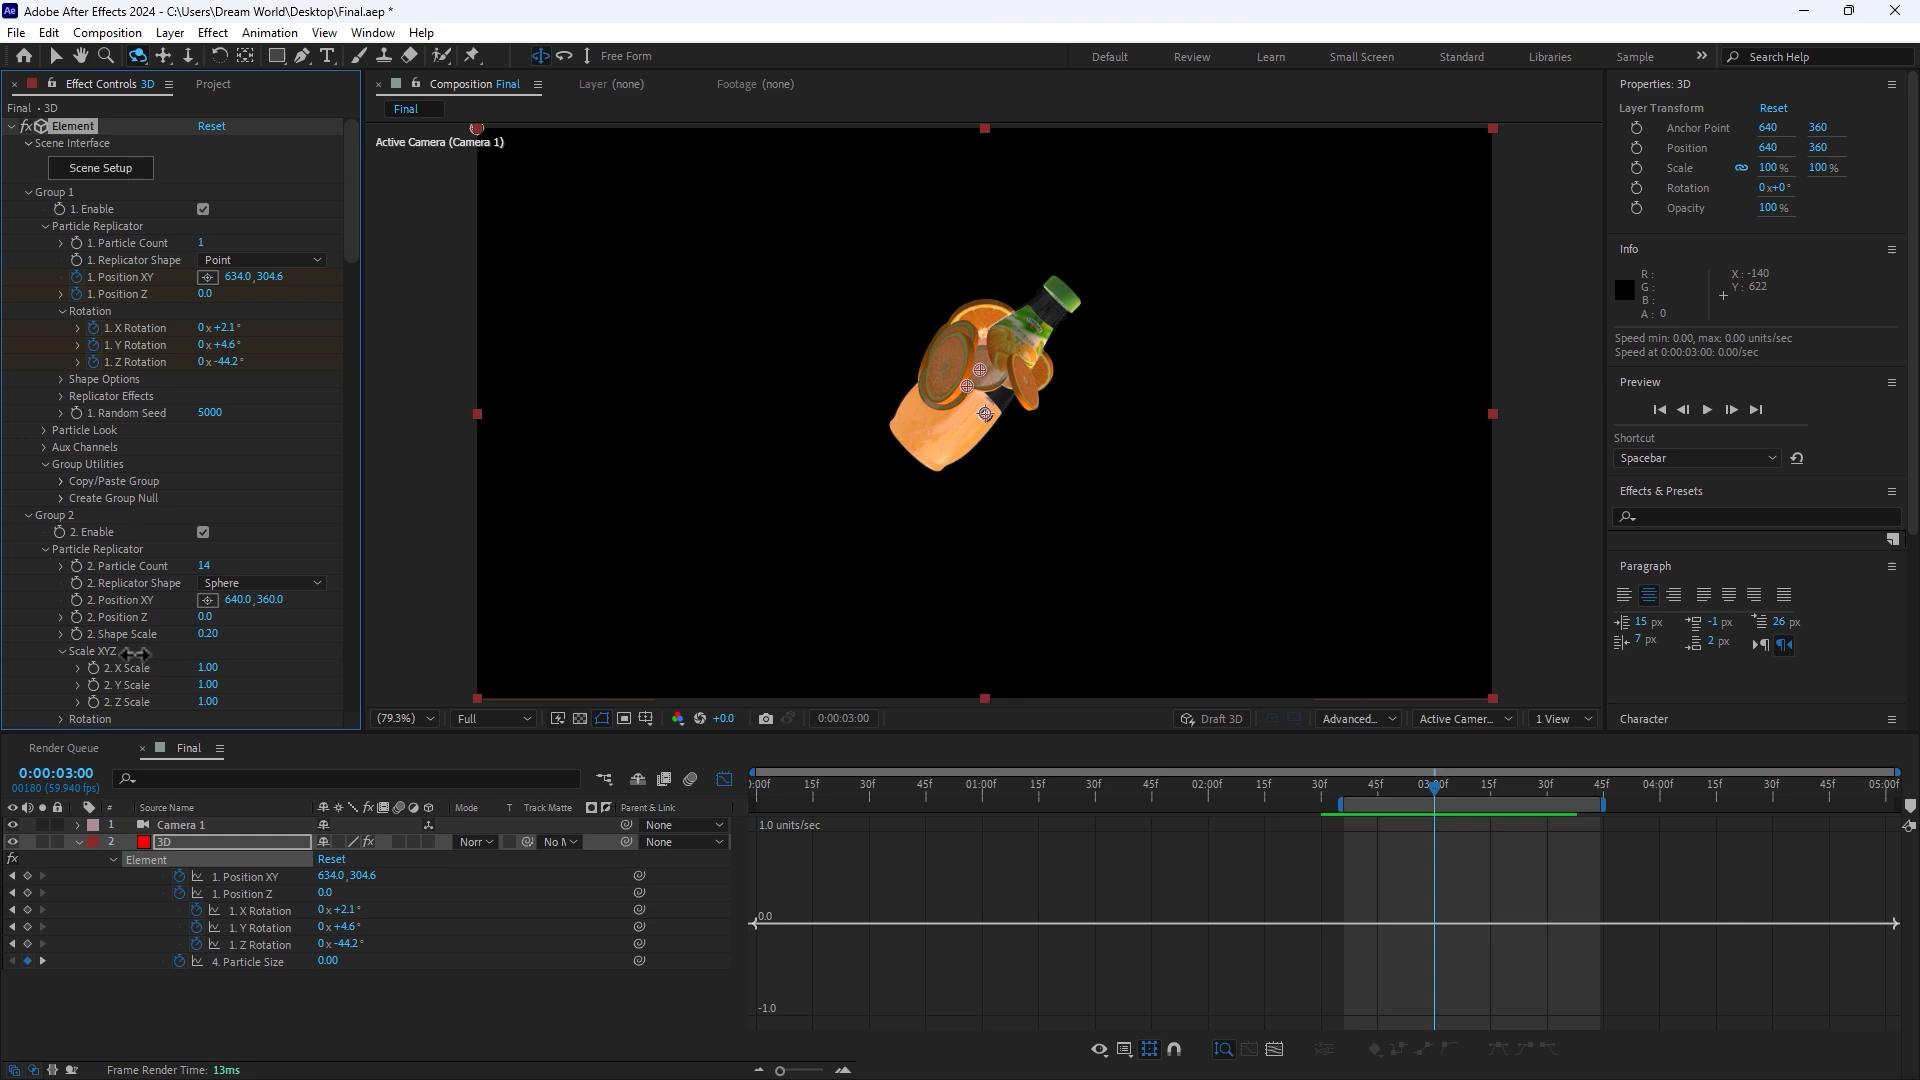 Adobe After Effects 2024 - C:\Users\Dream World\Desktop\Final.aep *
File Edit Composition Layer Effect Animation View Window Help
Free Form Default Review Learn Small Screen Standard Libraries Sample Search Help
Effect Controls 3D Project
Final • 3D
Element Reset
Scene Interface
Scene Setup
Group 1
1. Enable
Particle Replicator
1. Particle Count 1
1. Replicator Shape Point
1. Position XY 634.0, 304.6
1. Position Z 0.0
Rotation
1. X Rotation 0x+2.1°
1. Y Rotation 0x+4.6°
1. Z Rotation 0x-44.2°
Shape Options
Replicator Effects
1. Random Seed 5000
Particle Look
Aux Channels
Group Utilities
Copy/Paste Group
Create Group Null
Group 2
2. Enable
Particle Replicator
2. Particle Count 14
2. Replicator Shape Sphere
2. Position XY 640.0, 360.0
2. Position Z 0.0
2. Shape Scale 0.20
Scale XYZ
2. X Scale 1.00
2. Y Scale 1.00
2. Z Scale 1.00
Rotation
Composition Final Layer (none) Footage (none)
Final
Active Camera (Camera 1)
(79.3%) Full +0.0 0:00:03:00 Draft 3D Advanced... Active Camer... 1 View
Properties: 3D
Layer Transform Reset
Anchor Point 640 360
Position 640 360
Scale 100% 100%
Rotation 0x+0°
Opacity 100%
Info
R: X: -140
G: Y: 622
B:
A: 0
Speed min: 0.00, max: 0.00 units/sec
Speed at 0:00:03:00: 0.00/sec
Preview
Shortcut
Spacebar
Effects & Presets
Paragraph
15 px -1 px 26 px
7 px 2 px
Character
Render Queue Final
0:00:03:00
00180 (59.940 fps)
# Source Name Mode T Track Matte Parent & Link
1 Camera 1 None
2 3D Norr No M None
Element Reset
1. Position XY 634.0, 304.6
1. Position Z 0.0
1. X Rotation 0x+2.1°
1. Y Rotation 0x+4.6°
1. Z Rotation 0x-44.2°
4. Particle Size 0.00
):00f 15f 30f 45f 01:00f 15f 30f 45f 02:00f 15f 30f 45f 03:00f 15f 30f 45f 04:00f 15f 30f 45f 05:00f
1.0 units/sec
0.0
-1.0
Frame Render Time: 13ms